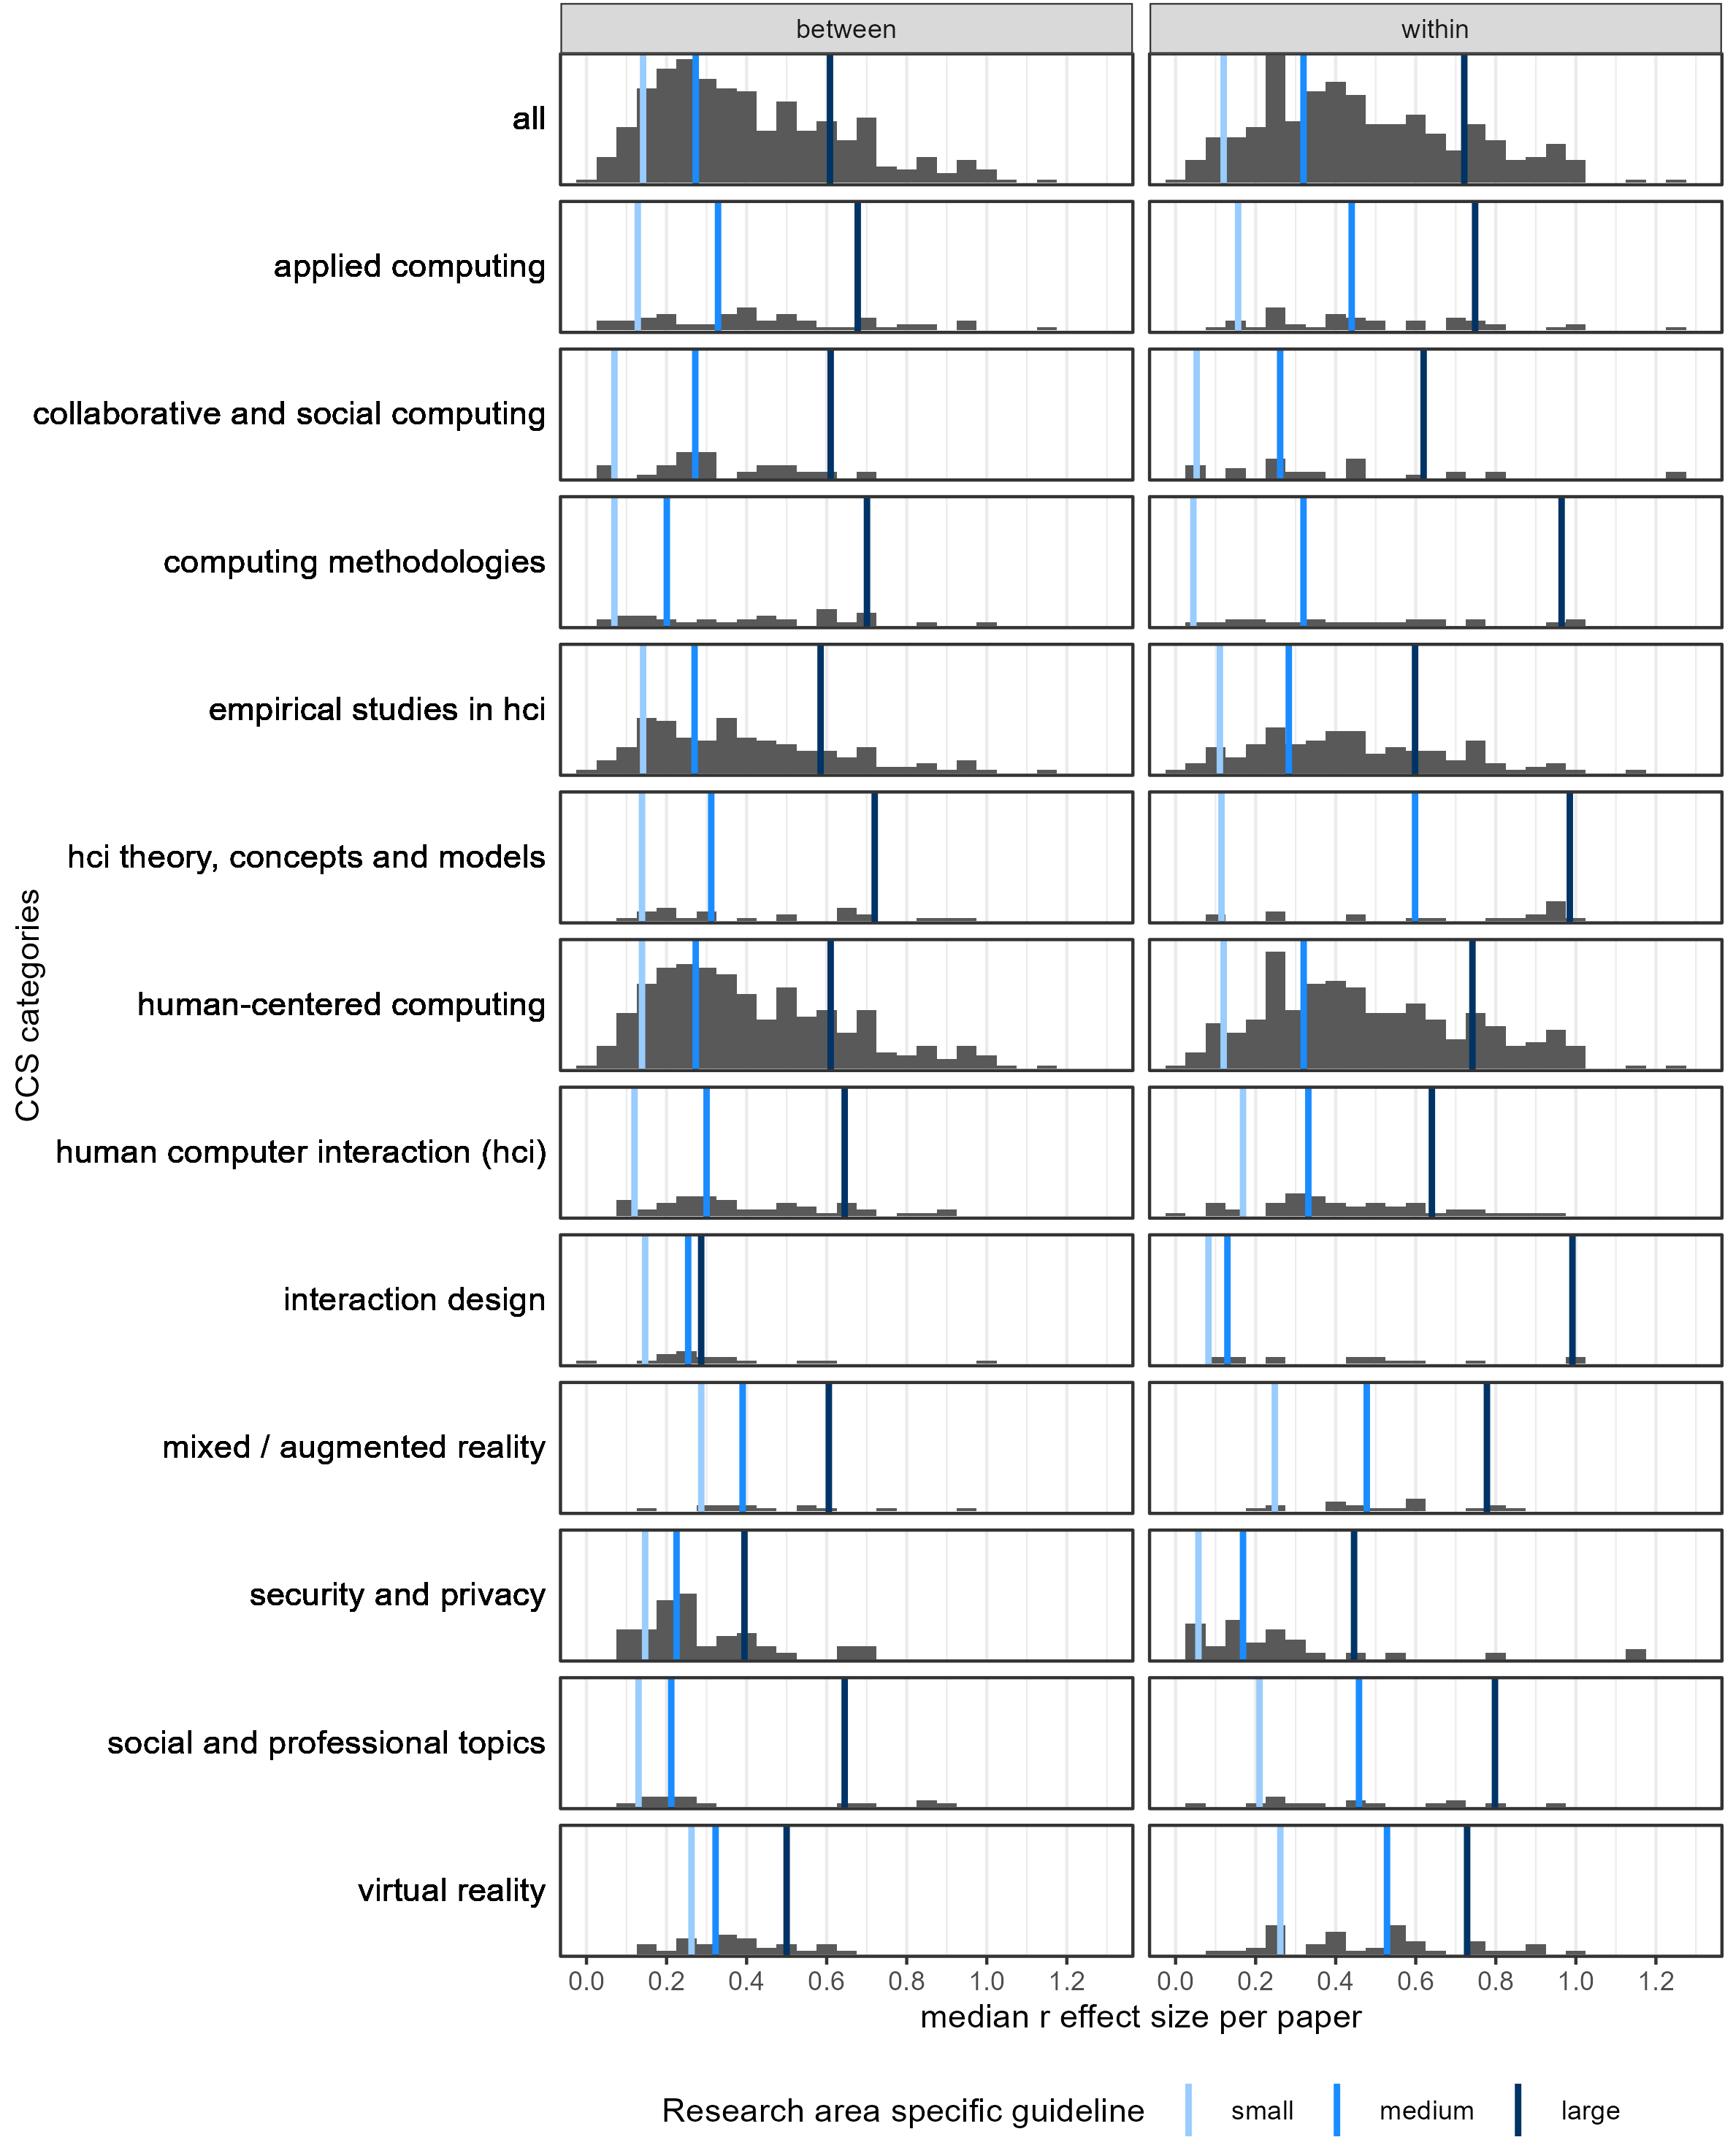 between
within
all
applied computing
collaborative and social computing
computing methodologies
empirical studies in hci
hci theory, concepts and models
human-centered computing
human computer interaction (hci)
interaction design
mixed / augmented reality
security and privacy
social and professional topics
virtual reality
CCS categories
0.0 0.2 0.4 0.6 0.8 1.0 1.2
0.0 0.2 0.4 0.6 0.8 1.0 1.2
median r effect size per paper
Research area specific guideline small medium large